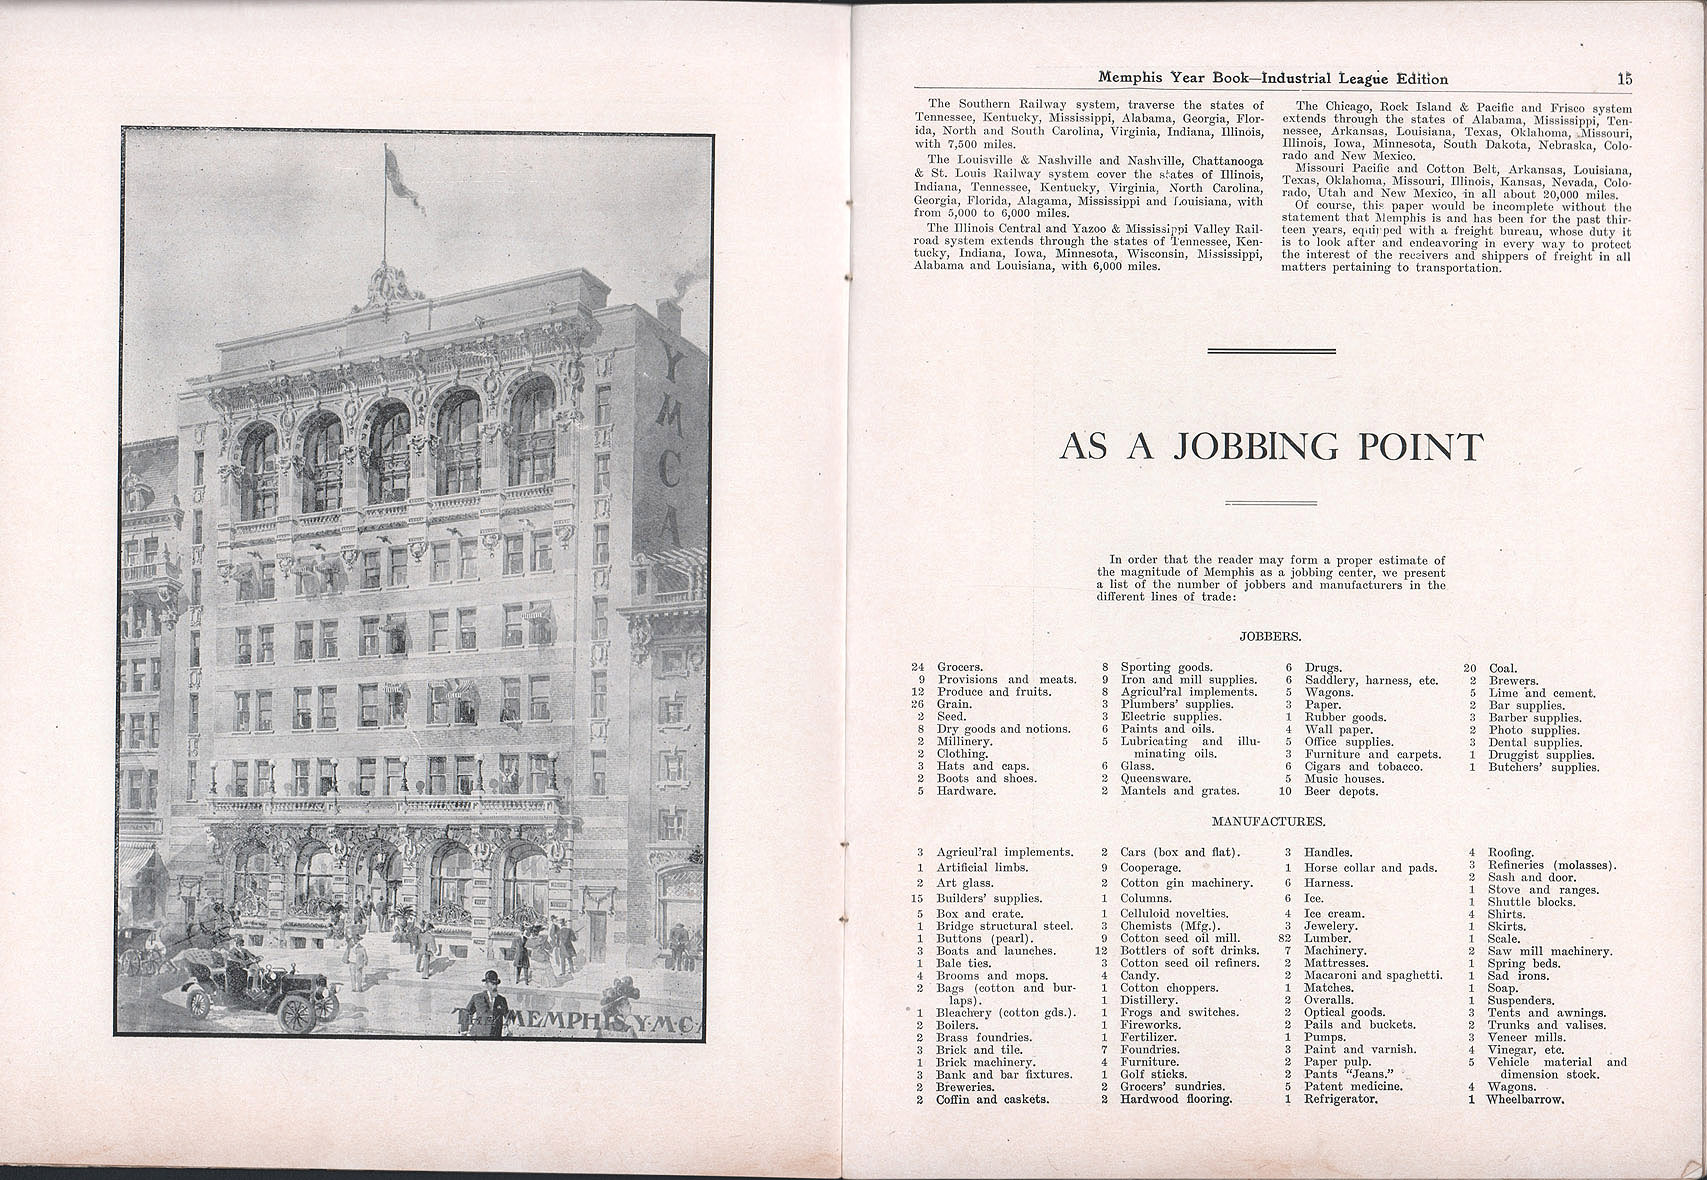 Y
M
C
A
THE MEMPHIS Y·M·C·A
Memphis Year Book—Industrial League Edition 15
The Southern Railway system, traverse the states of
Tennessee, Kentucky, Mississippi, Alabama, Georgia, Flor-
ida, North and South Carolina, Virginia, Indiana, Illinois,
with 7,500 miles.
The Louisville & Nashville and Nashville, Chattanooga
& St. Louis Railway system cover the states of Illinois,
Indiana, Tennessee, Kentucky, Virginia, North Carolina,
Georgia, Florida, Alagama, Mississippi and Louisiana, with
from 5,000 to 6,000 miles.
The Illinois Central and Yazoo & Mississippi Valley Rail-
road system extends through the states of Tennessee, Ken-
tucky, Indiana, Iowa, Minnesota, Wisconsin, Mississippi,
Alabama and Louisiana, with 6,000 miles.
The Chicago, Rock Island & Pacific and Frisco system
extends through the states of Alabama, Mississippi, Ten-
nessee, Arkansas, Louisiana, Texas, Oklahoma, Missouri,
Illinois, Iowa, Minnesota, South Dakota, Nebraska, Colo-
rado and New Mexico.
Missouri Pacific and Cotton Belt, Arkansas, Louisiana,
Texas, Oklahoma, Missouri, Illinois, Kansas, Nevada, Colo-
rado, Utah and New Mexico, in all about 20,000 miles.
Of course, this paper would be incomplete without the
statement that Memphis is and has been for the past thir-
teen years, equipped with a freight bureau, whose duty it
is to look after and endeavoring in every way to protect
the interest of the receivers and shippers of freight in all
matters pertaining to transportation.
AS A JOBBING POINT
In order that the reader may form a proper estimate of
the magnitude of Memphis as a jobbing center, we present
a list of the number of jobbers and manufacturers in the
different lines of trade:
JOBBERS.
24 Grocers.
9 Provisions and meats.
12 Produce and fruits.
26 Grain.
2 Seed.
8 Dry goods and notions.
2 Millinery.
2 Clothing.
3 Hats and caps.
2 Boots and shoes.
5 Hardware.
8 Sporting goods.
9 Iron and mill supplies.
8 Agricul'ral implements.
3 Plumbers' supplies.
3 Electric supplies.
6 Paints and oils.
5 Lubricating and illu-
minating oils.
6 Glass.
2 Queensware.
2 Mantels and grates.
6 Drugs.
6 Saddlery, harness, etc.
5 Wagons.
3 Paper.
1 Rubber goods.
4 Wall paper.
5 Office supplies.
3 Furniture and carpets.
6 Cigars and tobacco.
5 Music houses.
10 Beer depots.
20 Coal.
2 Brewers.
5 Lime and cement.
2 Bar supplies.
3 Barber supplies.
2 Photo supplies.
3 Dental supplies.
1 Druggist supplies.
1 Butchers' supplies.
MANUFACTURES.
3 Agricul'ral implements.
1 Artificial limbs.
2 Art glass.
15 Builders' supplies.
5 Box and crate.
1 Bridge structural steel.
1 Buttons (pearl).
3 Boats and launches.
1 Bale ties.
4 Brooms and mops.
2 Bags (cotton and bur-
laps).
1 Bleachery (cotton gds.).
2 Boilers.
2 Brass foundries.
3 Brick and tile.
1 Brick machinery.
3 Bank and bar fixtures.
2 Breweries.
2 Coffin and caskets.
2 Cars (box and flat).
9 Cooperage.
2 Cotton gin machinery.
1 Columns.
1 Celluloid novelties.
3 Chemists (Mfg.).
9 Cotton seed oil mill.
12 Bottlers of soft drinks.
3 Cotton seed oil refiners.
4 Candy.
1 Cotton choppers.
1 Distillery.
1 Frogs and switches.
1 Fireworks.
1 Fertilizer.
7 Foundries.
4 Furniture.
1 Golf sticks.
2 Grocers' sundries.
2 Hardwood flooring.
3 Handles.
1 Horse collar and pads.
6 Harness.
6 Ice.
4 Ice cream.
3 Jewelery.
82 Lumber.
7 Machinery.
2 Mattresses.
2 Macaroni and spaghetti.
1 Matches.
2 Overalls.
2 Optical goods.
2 Pails and buckets.
1 Pumps.
3 Paint and varnish.
2 Paper pulp.
2 Pants "Jeans."
5 Patent medicine.
1 Refrigerator.
4 Roofing.
3 Refineries (molasses).
2 Sash and door.
1 Stove and ranges.
1 Shuttle blocks.
4 Shirts.
1 Skirts.
1 Scale.
2 Saw mill machinery.
1 Spring beds.
1 Sad irons.
1 Soap.
1 Suspenders.
3 Tents and awnings.
2 Trunks and valises.
3 Veneer mills.
4 Vinegar, etc.
5 Vehicle material and
dimension stock.
4 Wagons.
1 Wheelbarrow.